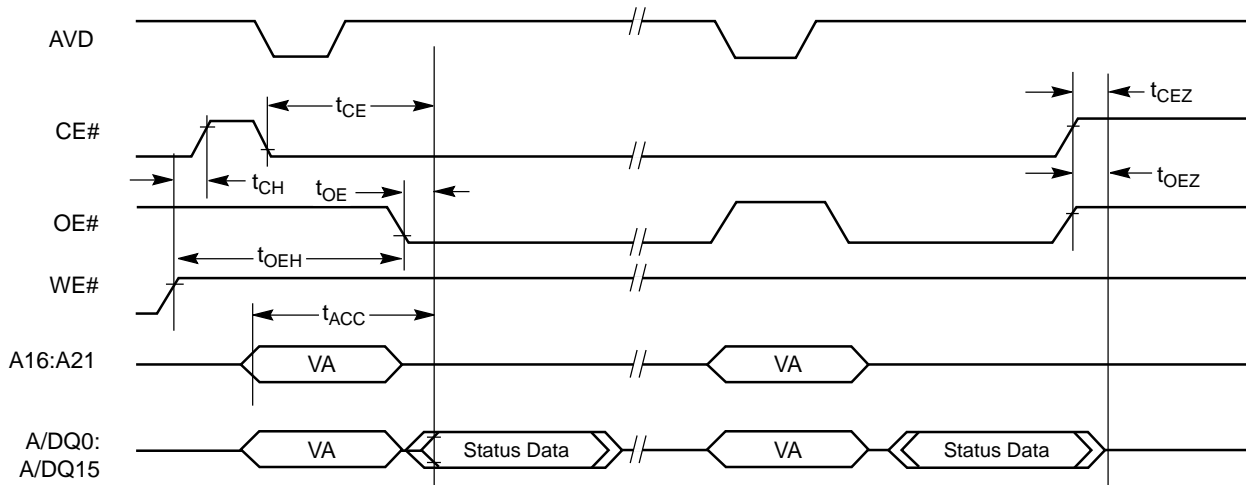 AVD
CE#
tCE
tCEZ
tCH
tOE
tOEZ
OE#
tOEH
WE#
tACC
A16:A21
VA
VA
A/DQ0:
A/DQ15
VA
Status Data
VA
Status Data